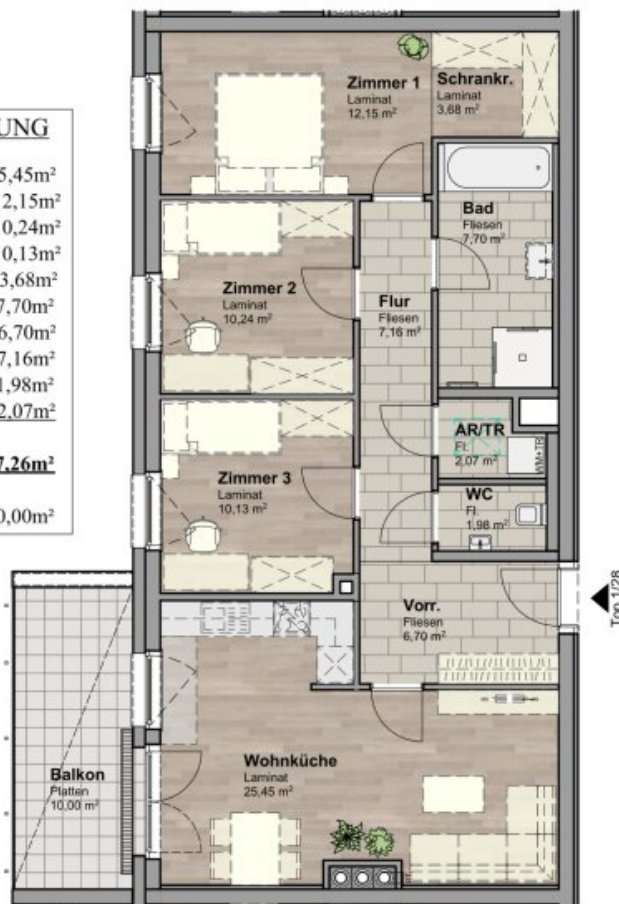 UNG
5,45m²
2,15m²
0,24m²
0,13m²
3,68m²
7,70m²
6,70m²
7,16m²
1,98m²
2,07m²
7,26m²
0,00m²
Zimmer 1
Laminat
12,15 m²
Schrankr.
Laminat
3,68 m²
Bad
Fliesen
7,70 m²
Zimmer 2
Laminat
10,24 m²
Flur
Fliesen
7,16 m²
AR/TR
Fl.
2,07 m²
WM+TR
Zimmer 3
Laminat
10,13 m²
WC
Fl.
1,98 m²
Vorr.
Fliesen
6,70 m²
Top 1/28
Wohnküche
Laminat
25,45 m²
Balkon
Platten
10,00 m²